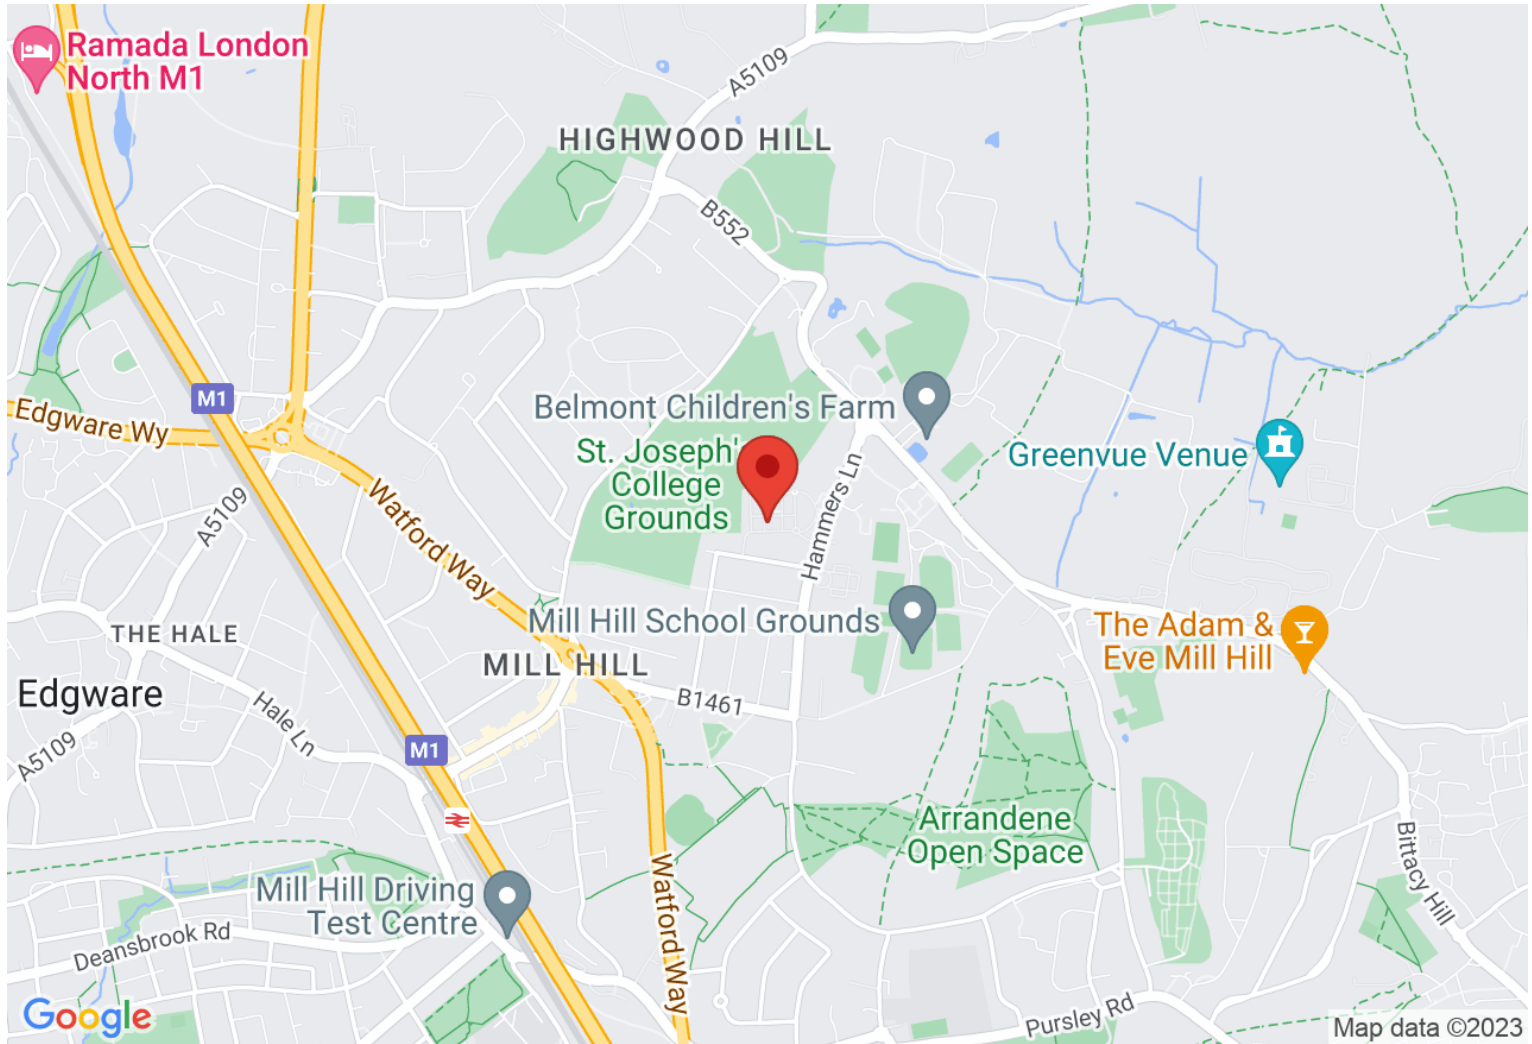 Ramada London
North M1
A5109
HIGHWOOD HILL
B552
M1
Edgware Wy
Belmont Children's Farm
St. Joseph'
College
Grounds
Greenvue Venue
Hammers Ln
A5109
Watford Way
Mill Hill School Grounds
The Adam &
Eve Mill Hill
THE HALE
MILL HILL
Edgware
B1461
Hale Ln
A5109
M1
Arrandene
Open Space
Bittacy Hill
Mill Hill Driving
Test Centre
Watford Way
Deansbrook Rd
Google
Pursley Rd
Map data ©2023